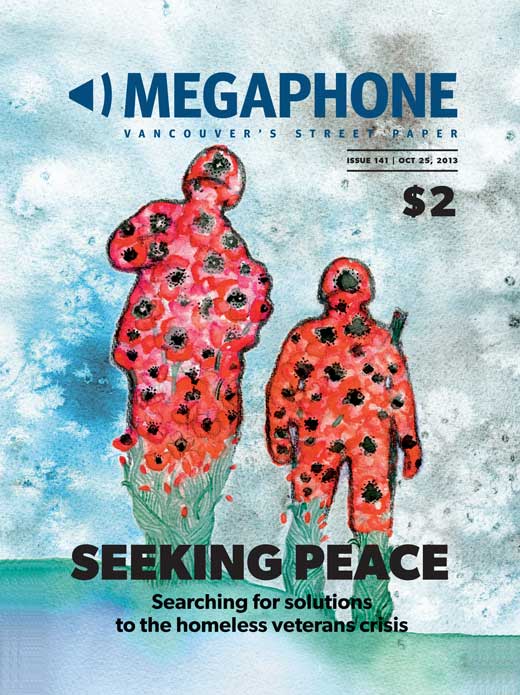 MEGAPHONE
VANCOUVER'S STREET PAPER
ISSUE 141 | OCT 25, 2013
$2
SEEKING PEACE
Searching for solutions
to the homeless veterans crisis